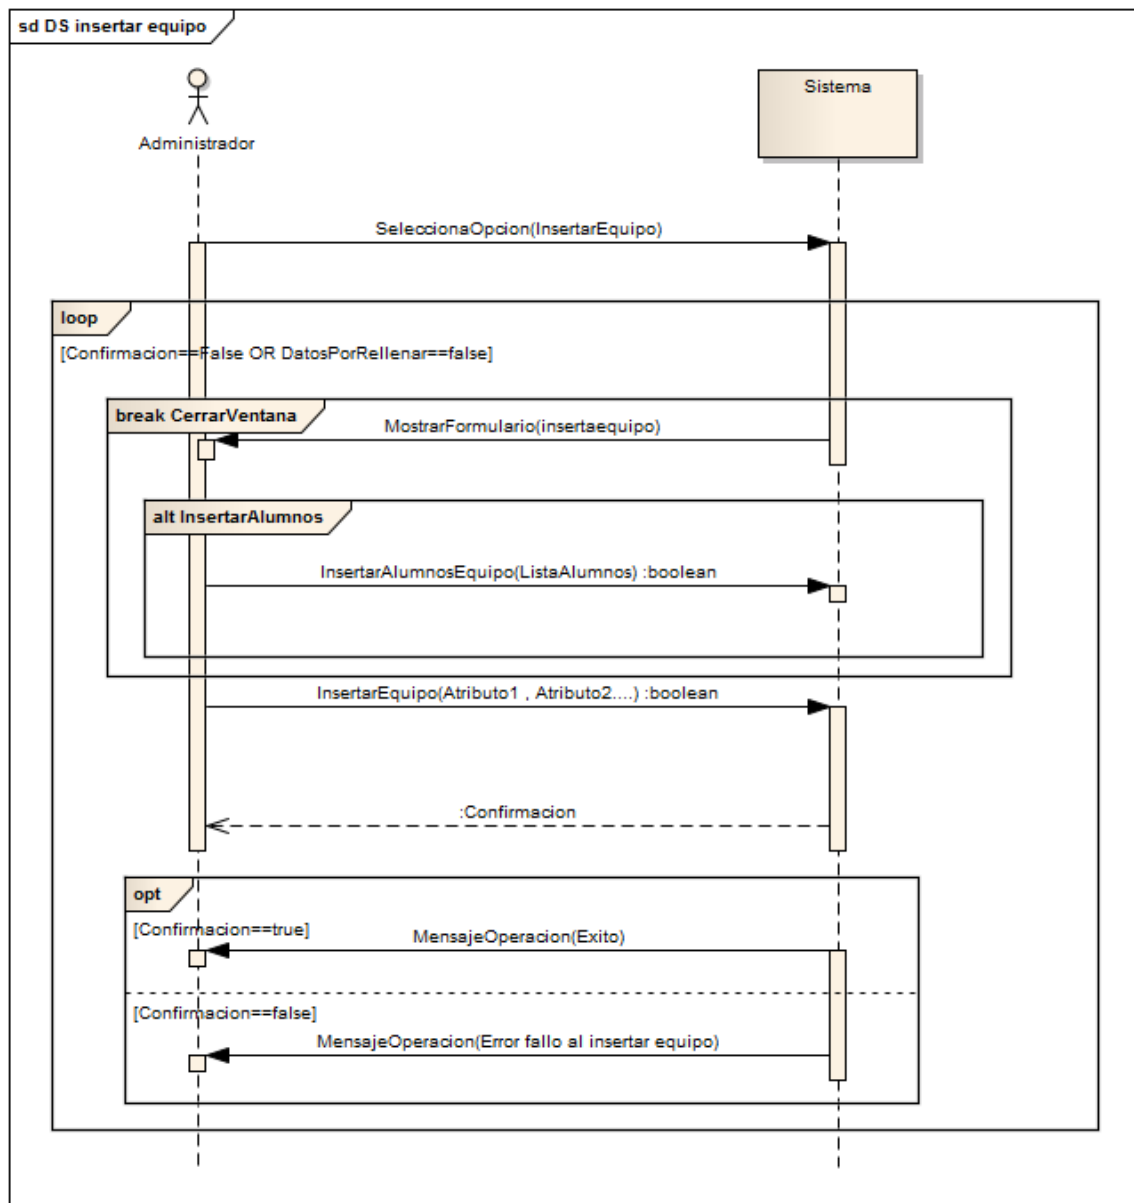 sd DS insertar equipo
Administrador
Sistema
SeleccionaOpcion(InsertarEquipo)
loop
[Confirmacion==False OR DatosPorRellenar==false]
break CerrarVentana
MostrarFormulario(insertaequipo)
alt InsertarAlumnos
InsertarAlumnosEquipo(ListaAlumnos) :boolean
InsertarEquipo(Atributo1 , Atributo2....) :boolean
:Confirmacion
opt
[Confirmacion==true]
MensajeOperacion(Exito)
[Confirmacion==false]
MensajeOperacion(Error fallo al insertar equipo)